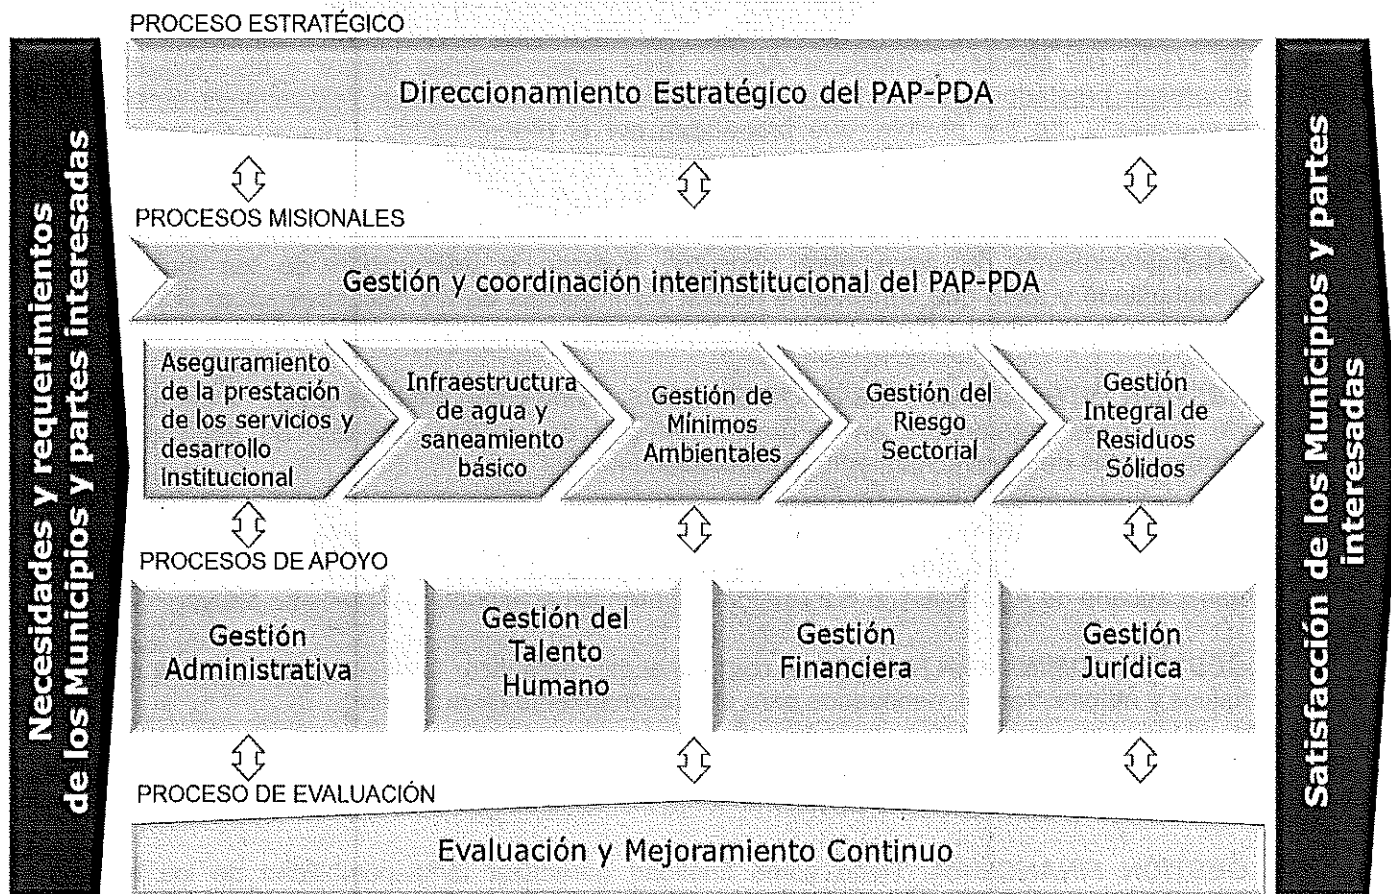 PROCESO ESTRATÉGICO
Direccionamiento Estratégico del PAP-PDA
Necesidades y requerimientos
de los Municipios y partes interesadas
PROCESOS MISIONALES
Gestión y coordinación interinstitucional del PAP-PDA
Aseguramiento
de la prestación
de los servicios y
desarrollo
Institucional
Infraestructura
de agua y
saneamiento
básico
Gestión de
Mínimos
Ambientales
Gestión del
Riesgo
Sectorial
Gestión
Integral de
Residuos
Sólidos
PROCESOS DE APOYO
Gestión
Administrativa
Gestión del
Talento
Humano
Gestión
Financiera
Gestión
Jurídica
PROCESO DE EVALUACIÓN
Evaluación y Mejoramiento Continuo
Satisfacción de los Municipios y partes
interesadas